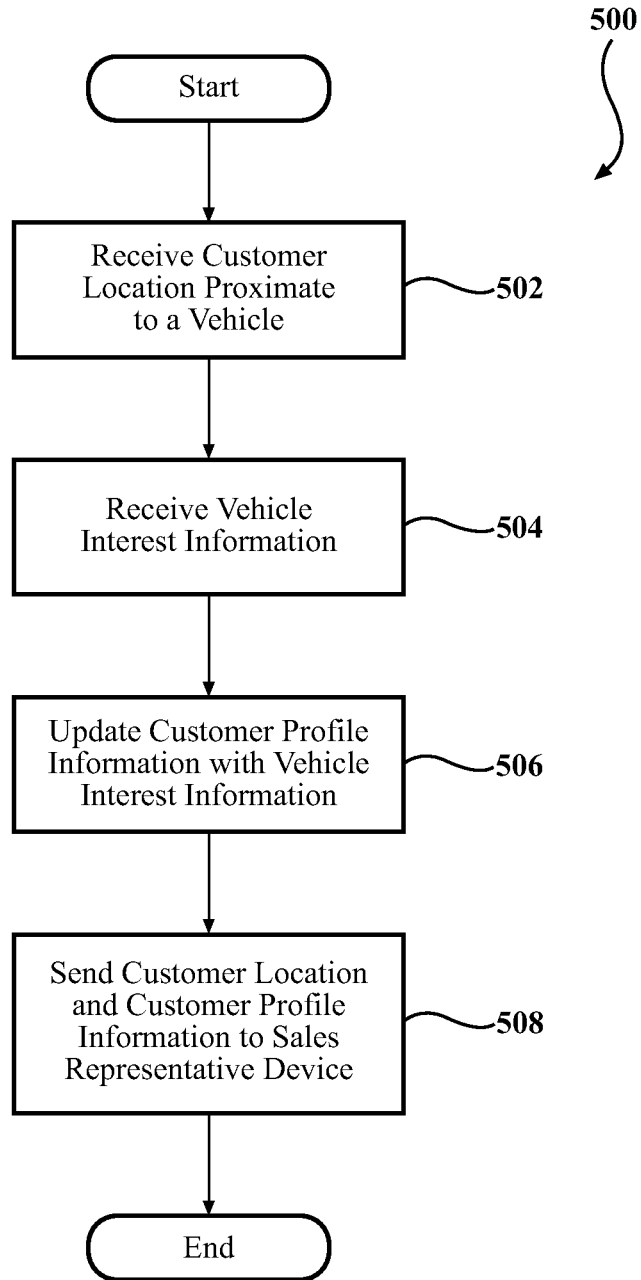 500
Start
Receive Customer
Location Proximate
to a Vehicle
502
Receive Vehicle
Interest Information
504
Update Customer Profile
Information with Vehicle
Interest Information
506
Send Customer Location
and Customer Profile
Information to Sales
Representative Device
508
End